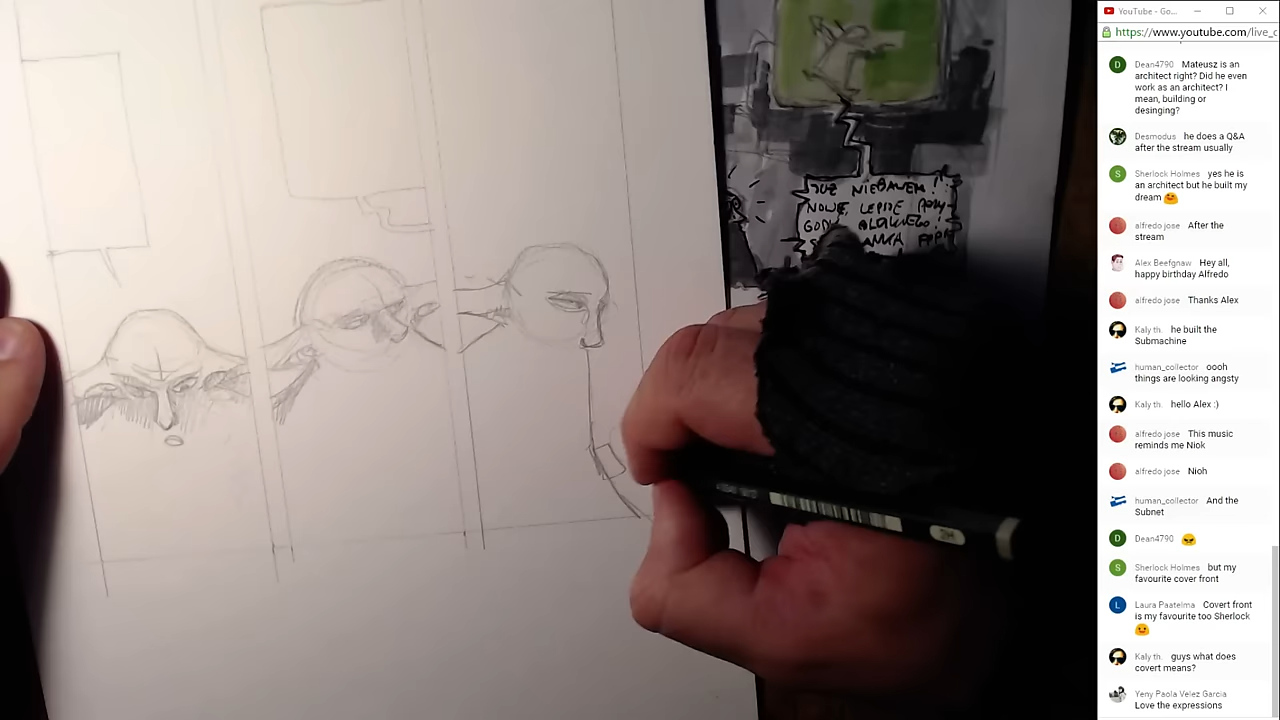 YouTube - Go...
https://www.youtube.com/live_c
Dean4790 Mateusz is an
architect right? Did he even
work as an architect? I
mean, building or
desinging?
Desmodus he does a Q&A
after the stream usually
Sherlock Holmes yes he is
an architect but he built my
dream
alfredo jose After the
stream
Alex Beefgnaw Hey all,
happy birthday Alfredo
alfredo jose Thanks Alex
Kaly th. he built the
Submachine
human_collector oooh
things are looking angsty
Kaly th. hello Alex :)
alfredo jose This music
reminds me Niok
alfredo jose Nioh
human_collector And the
Subnet
Dean4790
Sherlock Holmes but my
favourite cover front
Laura Paatelma Covert front
is my favourite too Sherlock
Kaly th. guys what does
covert means?
Yeny Paola Velez Garcia
Love the expressions
JUŻ NIEBAWEM!
NOWE, LEPSZE
2H